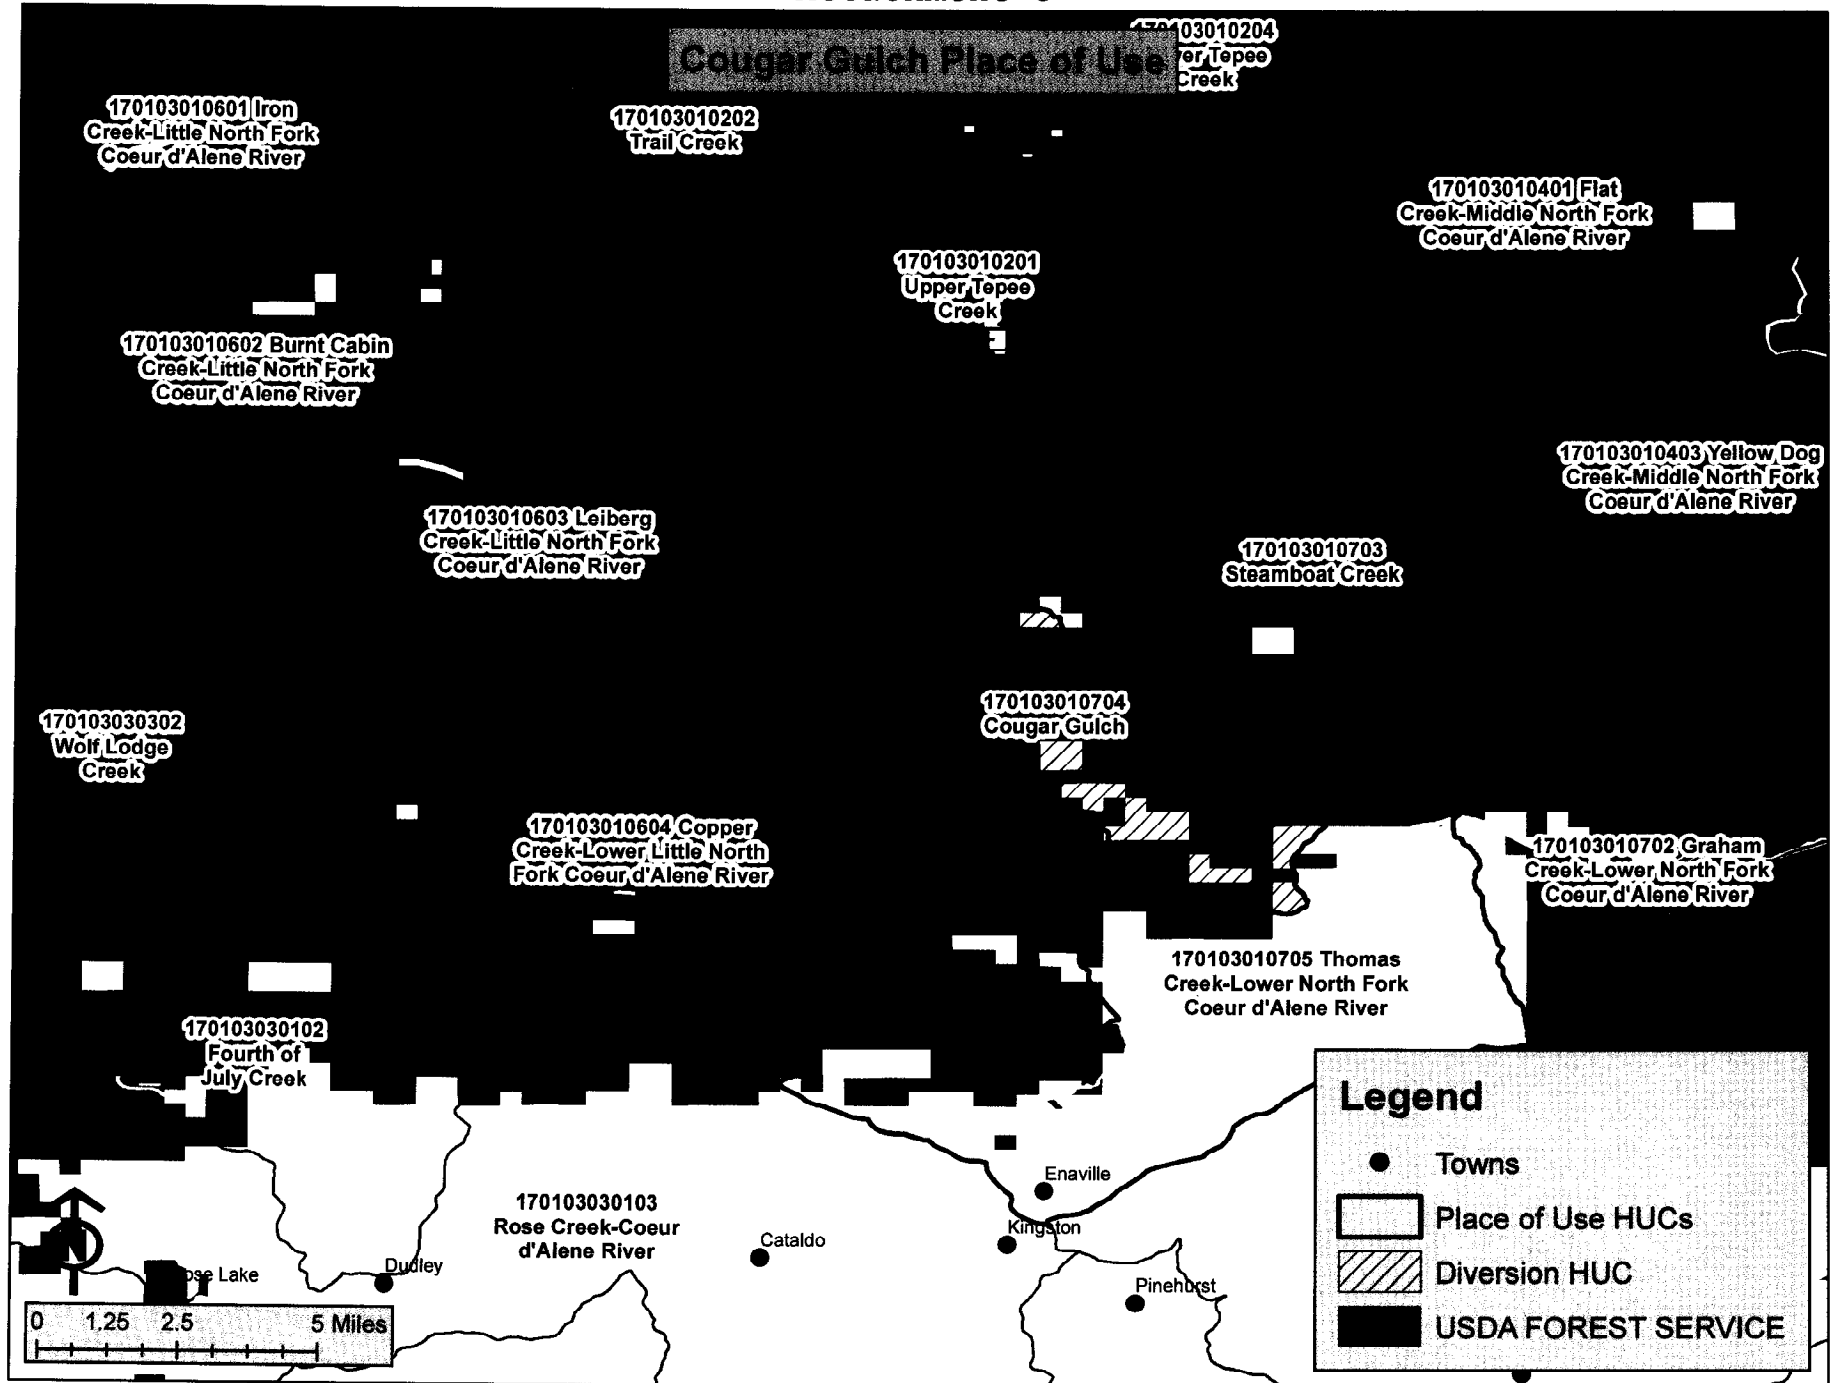 Cougar Gulch Place of Use
03010204
er Tepee
Creek
170103010601 Iron
Creek-Little North Fork
Coeur d'Alene River
170103010202
Trail Creek
170103010401 Flat
Creek-Middle North Fork
Coeur d'Alene River
170103010201
Upper Tepee
Creek
170103010602 Burnt Cabin
Creek-Little North Fork
Coeur d'Alene River
170103010403 Yellow Dog
Creek-Middle North Fork
Coeur d'Alene River
170103010603 Leiberg
Creek-Little North Fork
Coeur d'Alene River
170103010703
Steamboat Creek
170103010704
Cougar Gulch
170103030302
Wolf Lodge
Creek
170103010604 Copper
Creek-Lower Little North
Fork Coeur d'Alene River
170103010702 Graham
Creek-Lower North Fork
Coeur d'Alene River
170103010705 Thomas
Creek-Lower North Fork
Coeur d'Alene River
170103030102
Fourth of
July Creek
Enaville
170103030103
Rose Creek-Coeur
d'Alene River
Kingston
Cataldo
Dudley
ose Lake
Pinehurst
N
0 1.25 2.5 5 Miles
Legend
Towns
Place of Use HUCs
Diversion HUC
USDA FOREST SERVICE